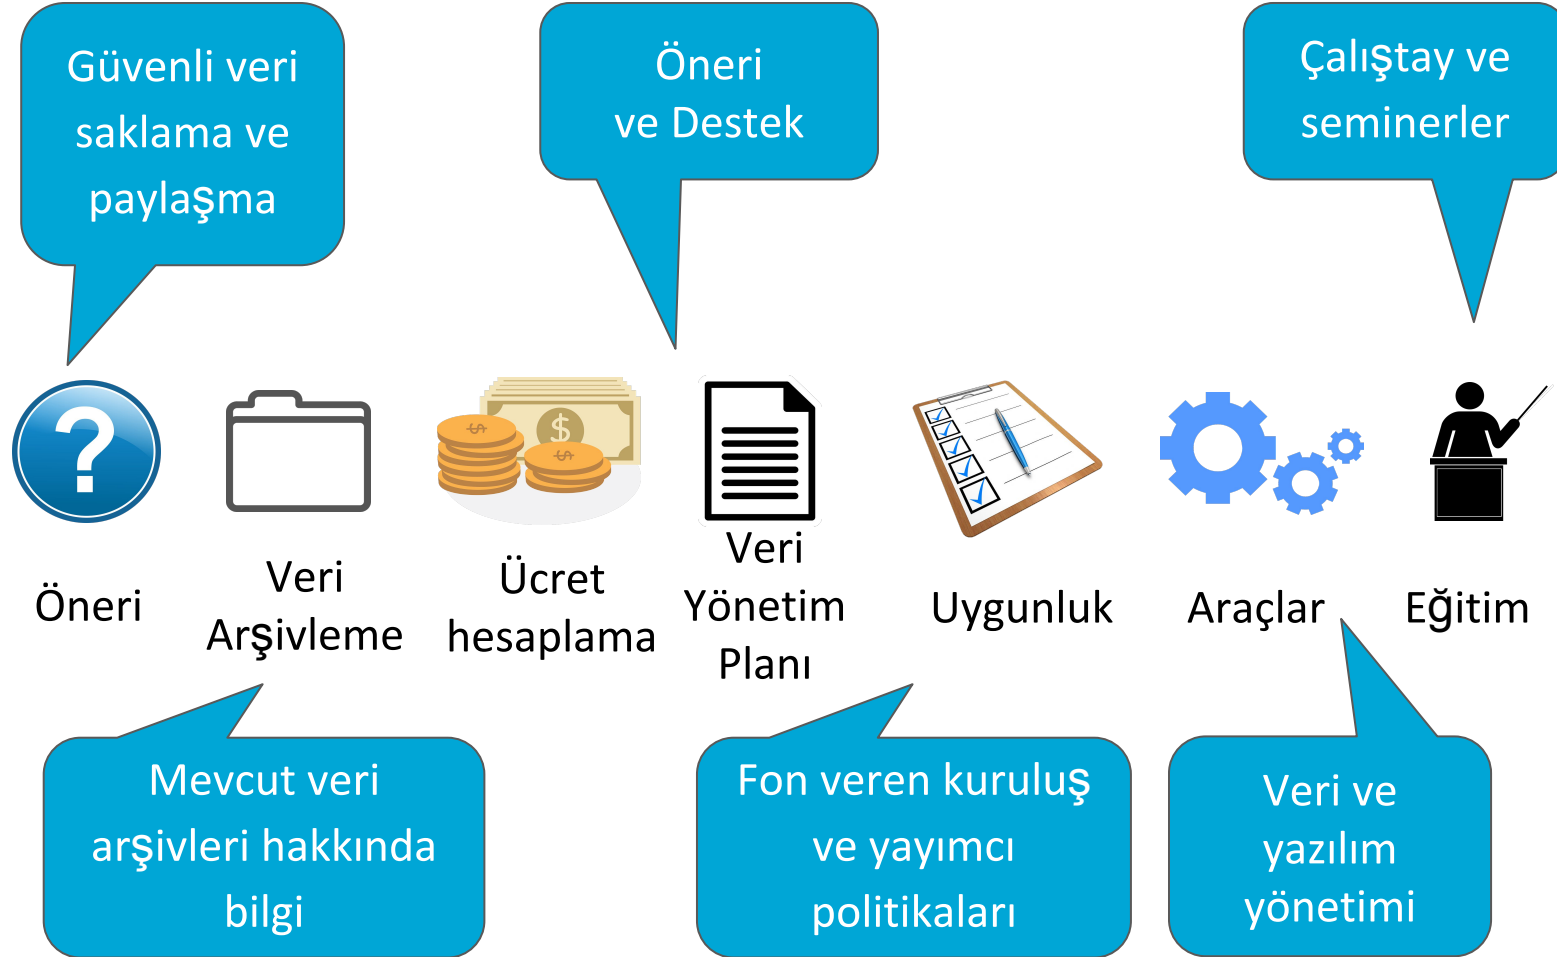 Güvenli veri
saklama ve
paylaşma
Öneri
ve Destek
Çalıştay ve
seminerler
?
$
Öneri
Veri
Arşivleme
Ücret
hesaplama
Veri
Yönetim
Planı
Uygunluk
Araçlar
Eğitim
Mevcut veri
arşivleri hakkında
bilgi
Fon veren kuruluş
ve yayımcı
politikaları
Veri ve
yazılım
yönetimi